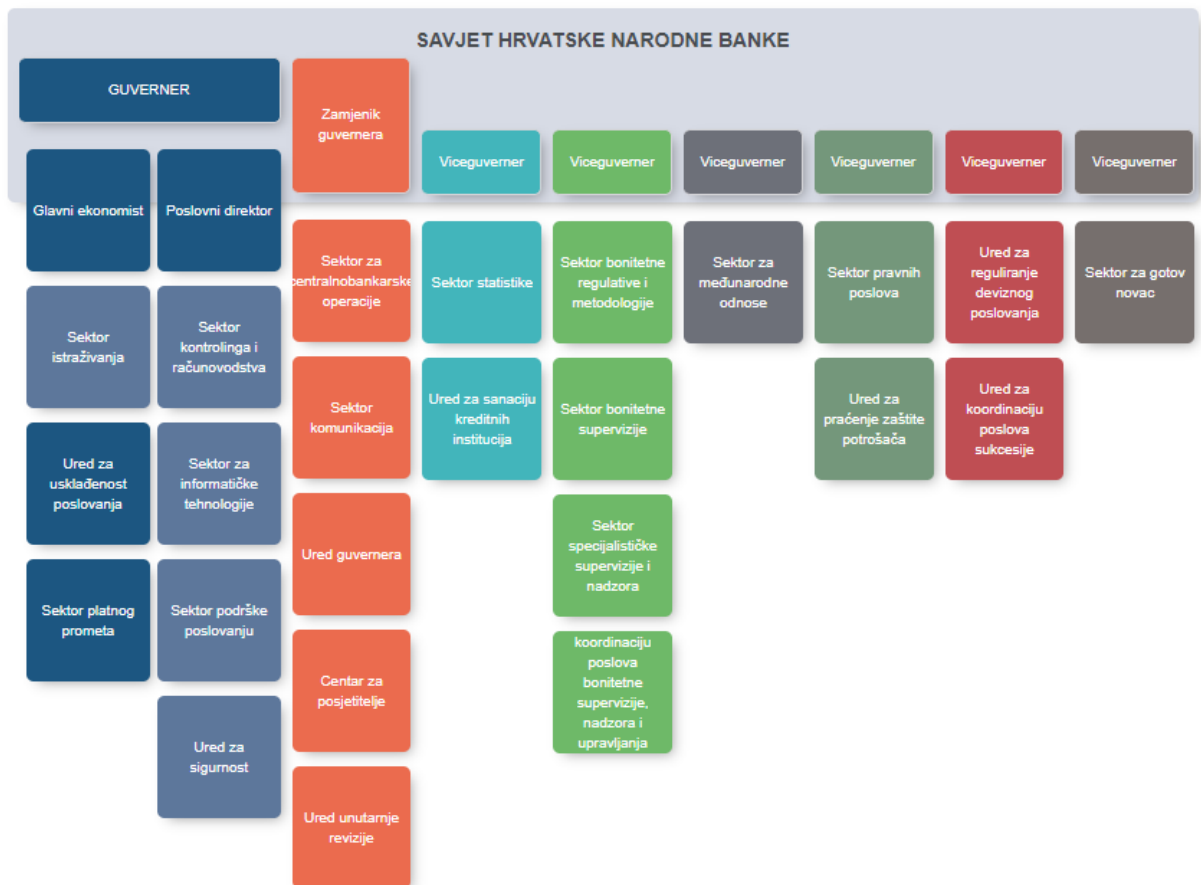 SAVJET HRVATSKE NARODNE BANKE
GUVERNER
Glavni ekonomist
Sektor
istraživanja
Ured za
usklađenost
poslovanja
Sektor platnog
prometa
Poslovni direktor
Sektor
kontrolinga i
računovodstva
Sektor za
informatičke
tehnologije
Sektor podrške
poslovanju
Ured za
sigurnost
Zamjenik
guvernera
Sektor za
centralnobankarske
operacije
Sektor
komunikacija
Ured guvernera
Centar za
posjetitelje
Ured unutarnje
revizije
Viceguverner
Sektor statistike
Ured za sanaciju
kreditnih
institucija
Viceguverner
Sektor bonitetne
regulative i
metodologije
Sektor bonitetne
supervizije
Sektor
specijalističke
supervizije i
nadzora
koordinaciju
poslova
bonitetne
supervizije,
nadzora i
upravljanja
Viceguverner
Sektor za
međunarodne
odnose
Viceguverner
Sektor pravnih
poslova
Ured za
praćenje zaštite
potrošača
Viceguverner
Ured za
reguliranje
deviznog
poslovanja
Ured za
koordinaciju
poslova
sukcesije
Viceguverner
Sektor za gotov
novac